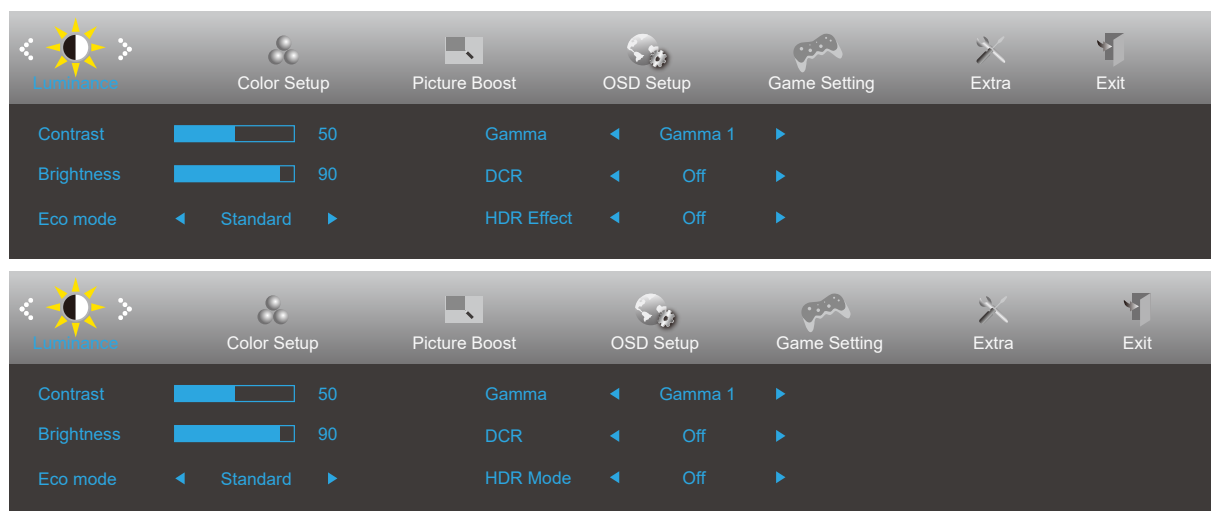 Luminance Color Setup Picture Boost OSD Setup Game Setting Extra Exit
Contrast 50 Gamma Gamma 1
Brightness 90 DCR Off
Eco mode Standard HDR Effect Off
Luminance Color Setup Picture Boost OSD Setup Game Setting Extra Exit
Contrast 50 Gamma Gamma 1
Brightness 90 DCR Off
Eco mode Standard HDR Mode Off